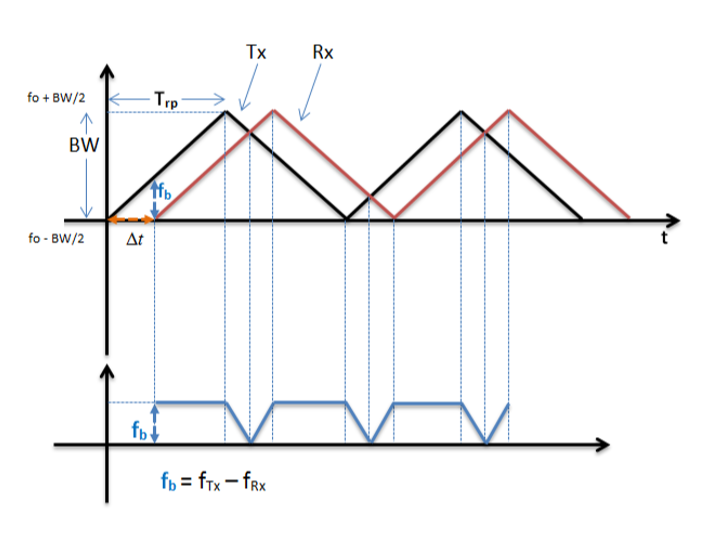 Tx
Rx
fo + BW/2
Trp
BW
fb
fo - BW/2
Δt
t
fb
fb = fTx – fRx